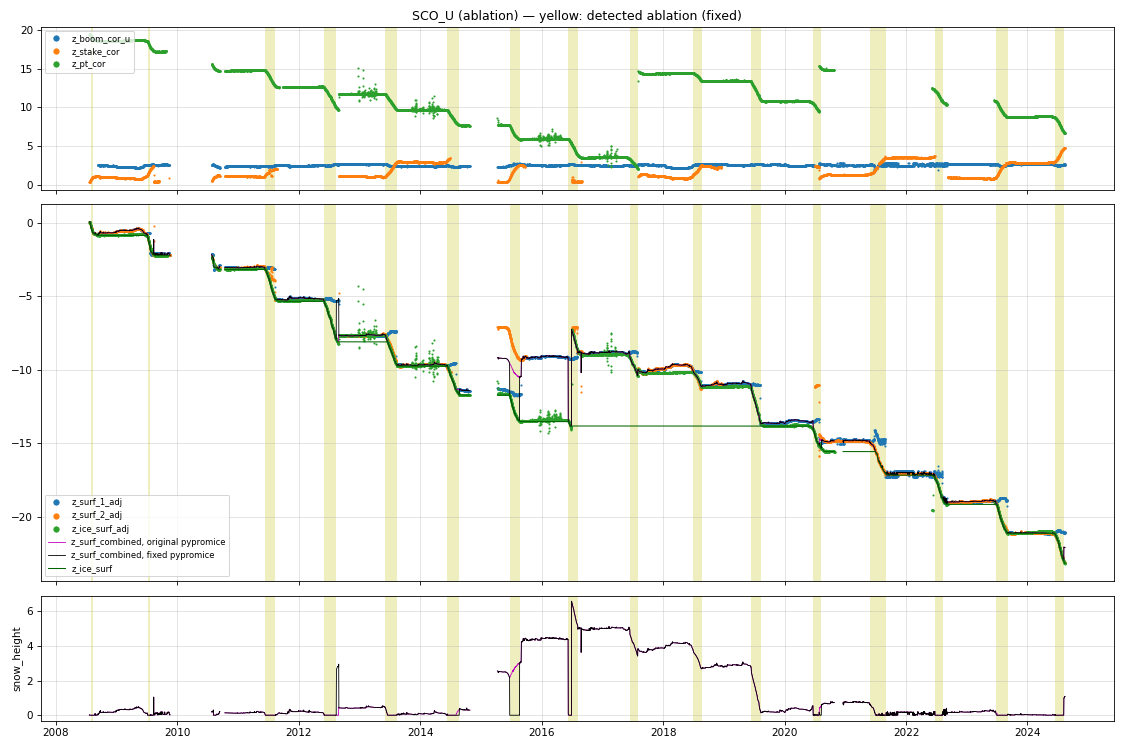 SCO_U (ablation) — yellow: detected ablation (fixed)
20
15
10
5
0
z_boom_cor_u
z_stake_cor
z_pt_cor
0
−5
−10
−15
−20
z_surf_1_adj
z_surf_2_adj
z_ice_surf_adj
z_surf_combined, original pypromice
z_surf_combined, fixed pypromice
z_ice_surf
snow_height
6
4
2
0
2008 2010 2012 2014 2016 2018 2020 2022 2024